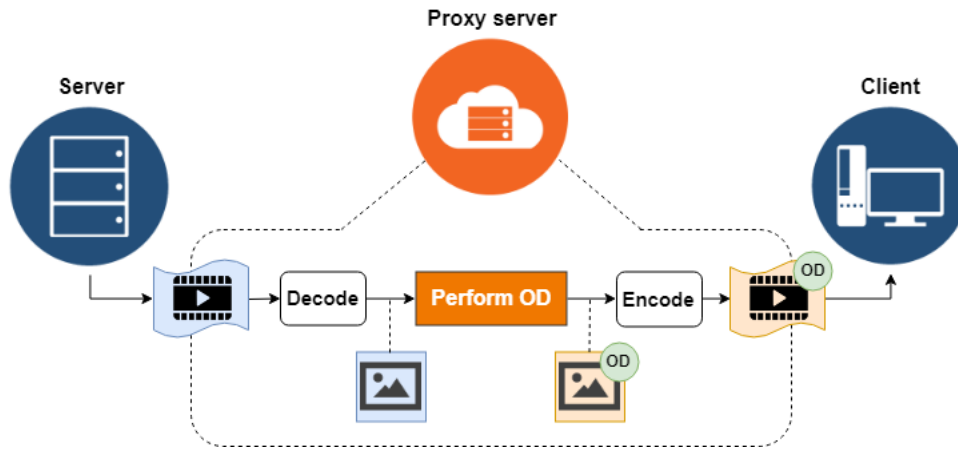 Proxy server
Server
Client
OD
Decode
Perform OD
Encode
OD